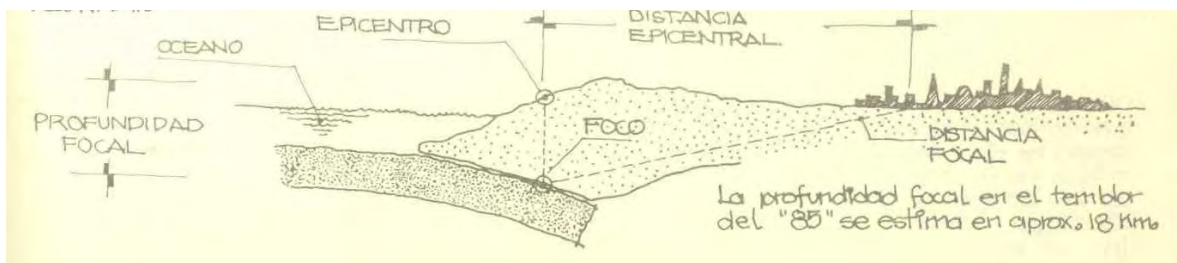 EPICENTRO
DISTANCIA
EPICENTRAL.
OCEANO
PROFUNDIDAD
FOCAL
FOCO
DISTANCIA
FOCAL
La profundidad focal en el temblor
del "85" se estima en aprox. 18 Km.